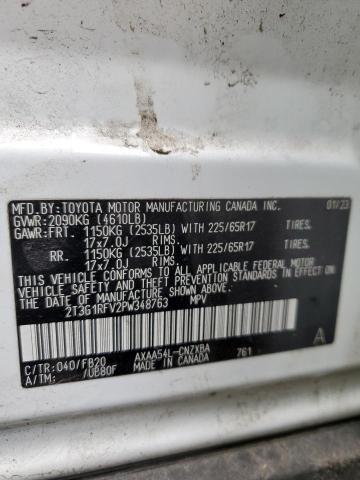 MFD.BY:TOYOTA MOTOR MANUFACTURING CANADA INC. 01/23
GVWR:2090KG (4610LB)
GAWR:FRT. 1150KG (2535LB) WITH 225/65R17 TIRES.
17x7.0J RIMS.
RR. 1150KG (2535LB) WITH 225/65R17 TIRES.
17x7.0J RIMS.
THIS VEHICLE CONFORMS TO ALL APPLICABLE FEDERAL MOTOR
VEHICLE SAFETY AND THEFT PREVENTION STANDARDS IN
EFFECT ON THE DATE OF MANUFACTURE SHOWN ABOVE.
2T3G1RFV2PW348763 MPV
C/TR:040/FB20 AXAA54L-CNZXBA
A/TM: /UB80F MADE IN CANADA 761 A